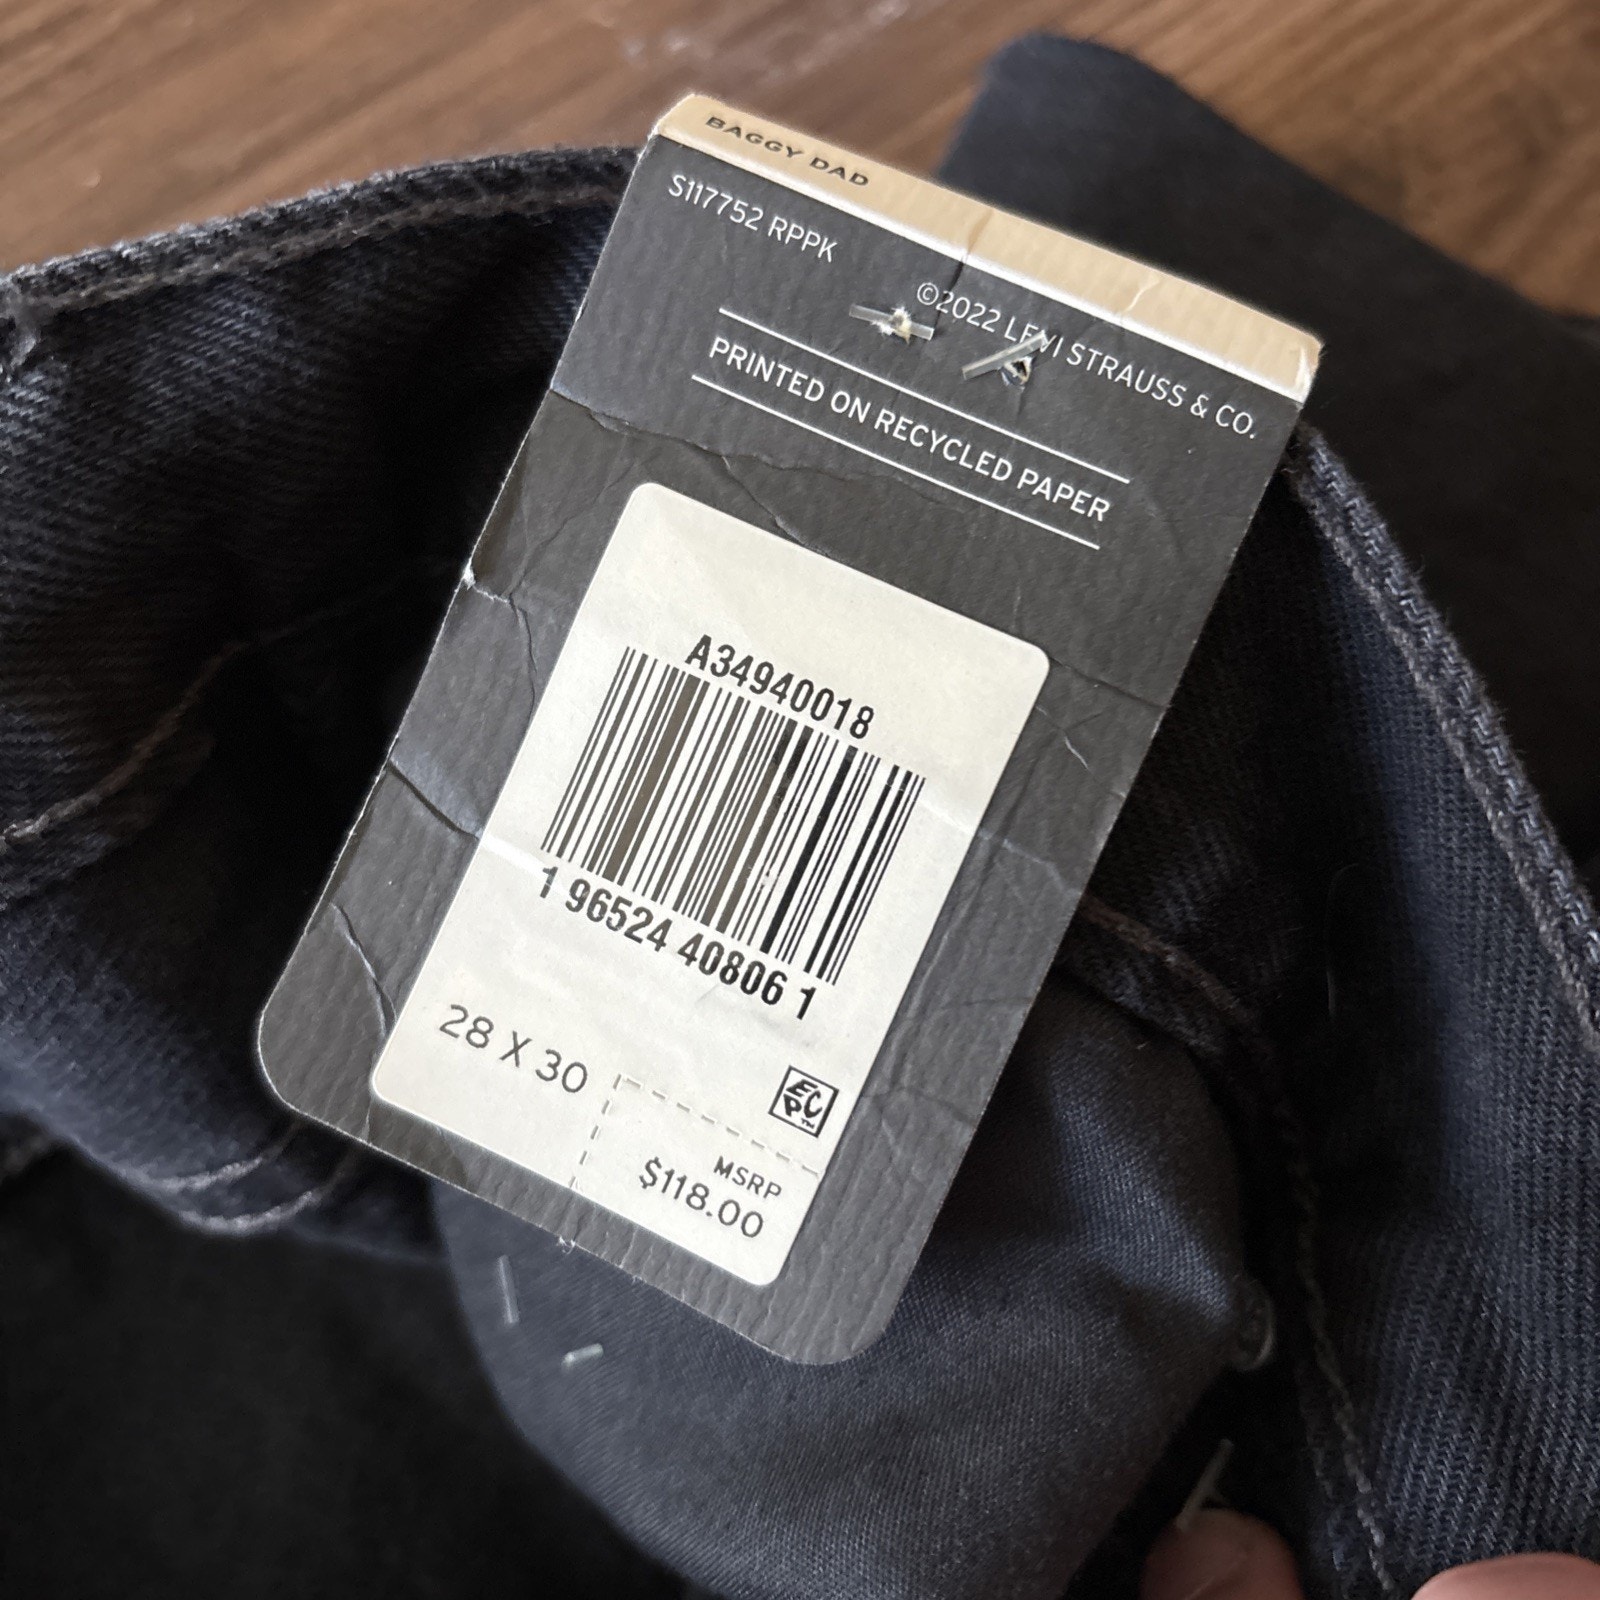 BAGGY DAD
S117752 RPPK
©2022 LEVI STRAUSS & CO.
PRINTED ON RECYCLED PAPER
A34940018
1 96524 40806 1
28 X 30
EPC™
MSRP
$118.00